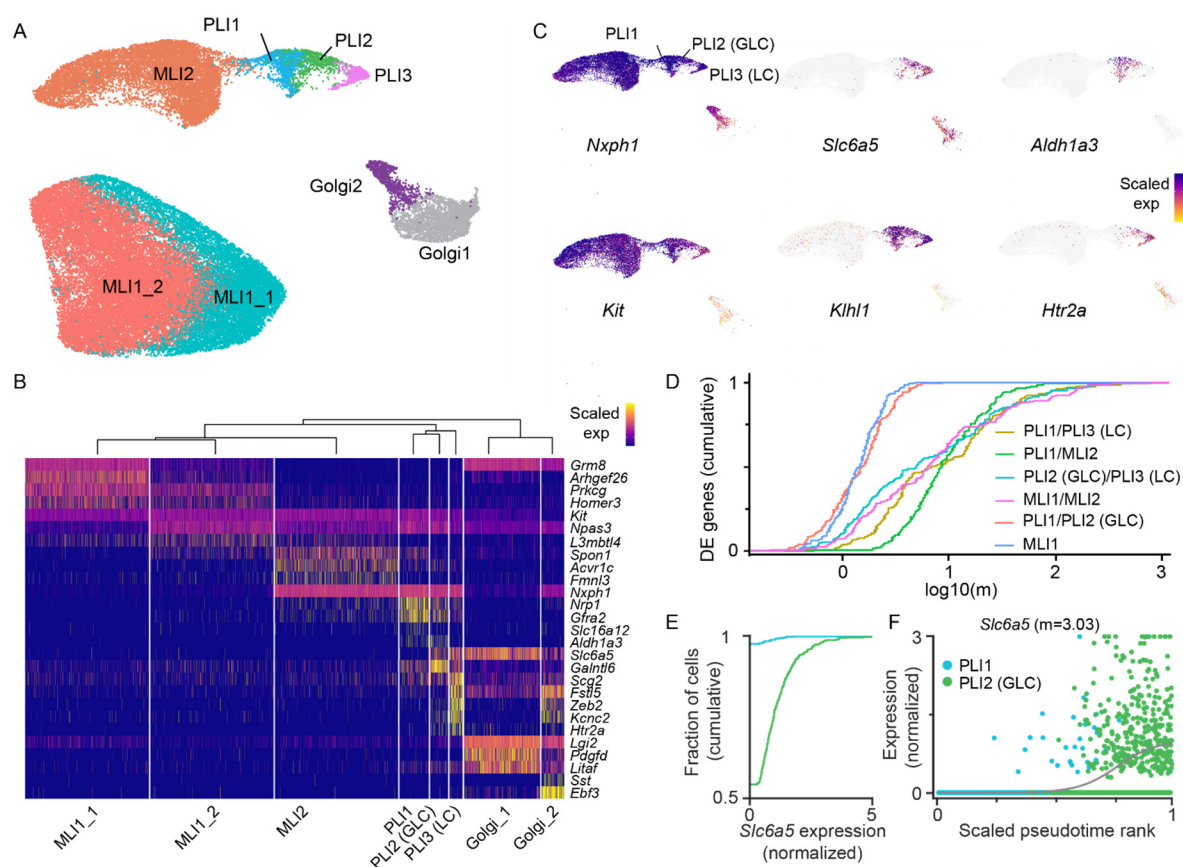 A
PLI1
PLI2
MLI2
PLI3
Golgi2
Golgi1
MLI1_2
MLI1_1
C
PLI1
PLI2 (GLC)
PLI3 (LC)
Nxph1
Slc6a5
Aldh1a3
Scaled
exp
Kit
Klhl1
Htr2a
B
Scaled
exp
Grm8
Arhgef26
Prkcg
Homer3
Kit
Npas3
L3mbtl4
Spon1
Acvr1c
Fmnl3
Nxph1
Nrp1
Gfra2
Slc16a12
Aldh1a3
Slc6a5
Galntl6
Scg2
Fstl5
Zeb2
Kcnc2
Htr2a
Lgi2
Pdgfd
Litaf
Sst
Ebf3
MLI1_1
MLI1_2
MLI2
PLI1
PLI2 (GLC)
PLI3 (LC)
Golgi_1
Golgi_2
D
DE genes (cumulative)
1
0
PLI1/PLI3 (LC)
PLI1/MLI2
PLI2 (GLC)/PLI3 (LC)
MLI1/MLI2
PLI1/PLI2 (GLC)
MLI1
0 1 2 3
log10(m)
E
Fraction of cells
(cumulative)
1
0.5
0 5
Slc6a5 expression
(normalized)
F
Slc6a5 (m=3.03)
PLI1
PLI2 (GLC)
Expression
(normalized)
3
0
0 1
Scaled pseudotime rank